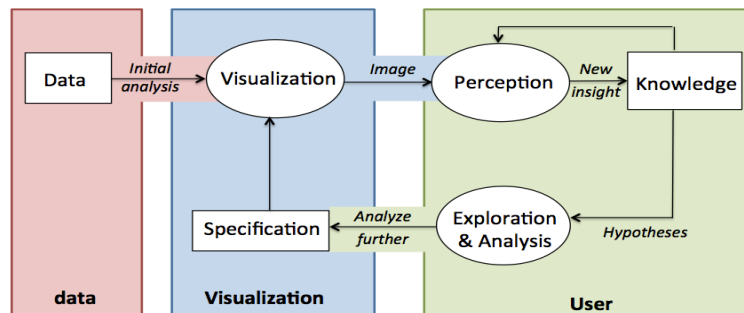 Data
Initial
analysis
Visualization
Image
Perception
New
insight
Knowledge
Specification
Analyze
further
Exploration
& Analysis
Hypotheses
data
Visualization
User